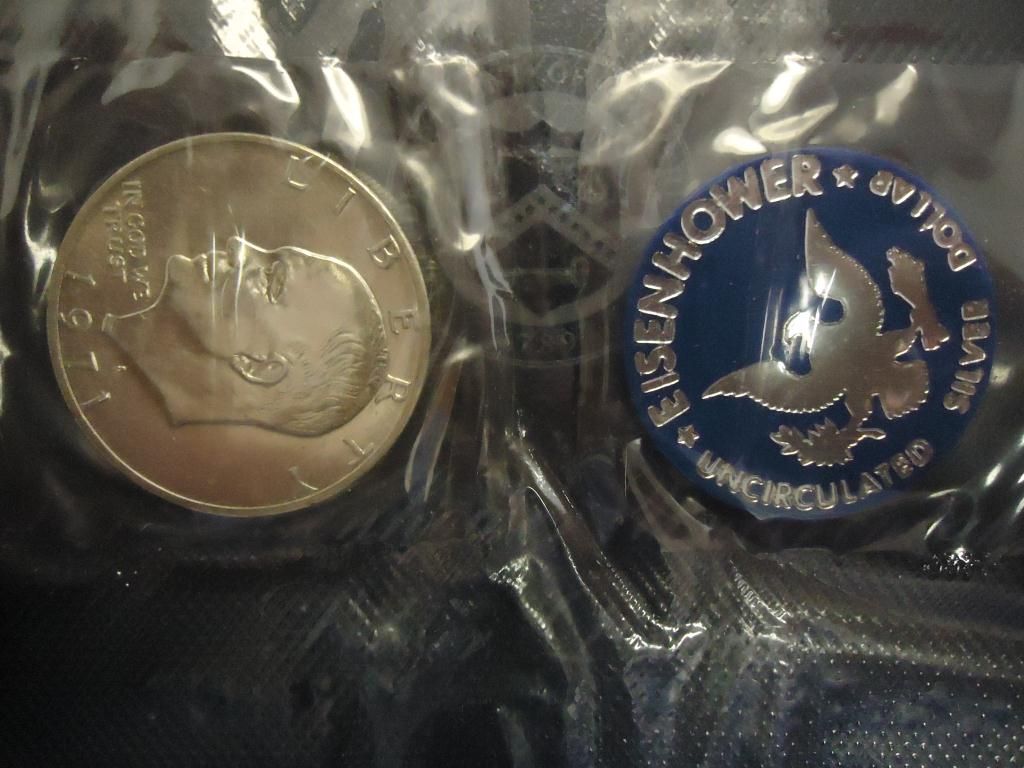 LIBERTY
IN GOD WE
TRUST
1971
★ EISENHOWER ★
UNCIRCULATED
SILVER
DOLLAR